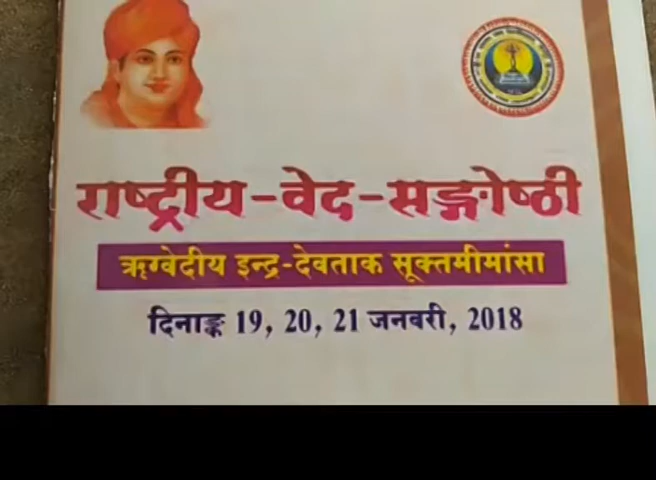 राष्ट्रीय-वेद-सङ्गोष्ठी
ऋग्वेदीय इन्द्र-देवताक सूक्तमीमांसा
दिनाङ्क 19, 20, 21 जनवरी, 2018